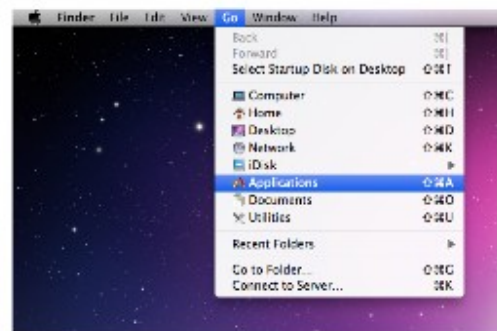 Finder File Edit View Go Window Help
Back ⌘[
Forward ⌘]
Select Startup Disk on Desktop ⇧⌘T
Computer ⇧⌘C
Home ⇧⌘H
Desktop ⇧⌘D
Network ⇧⌘K
iDisk
Applications ⇧⌘A
Documents ⇧⌘O
Utilities ⇧⌘U
Recent Folders
Go to Folder... ⇧⌘G
Connect to Server... ⌘K